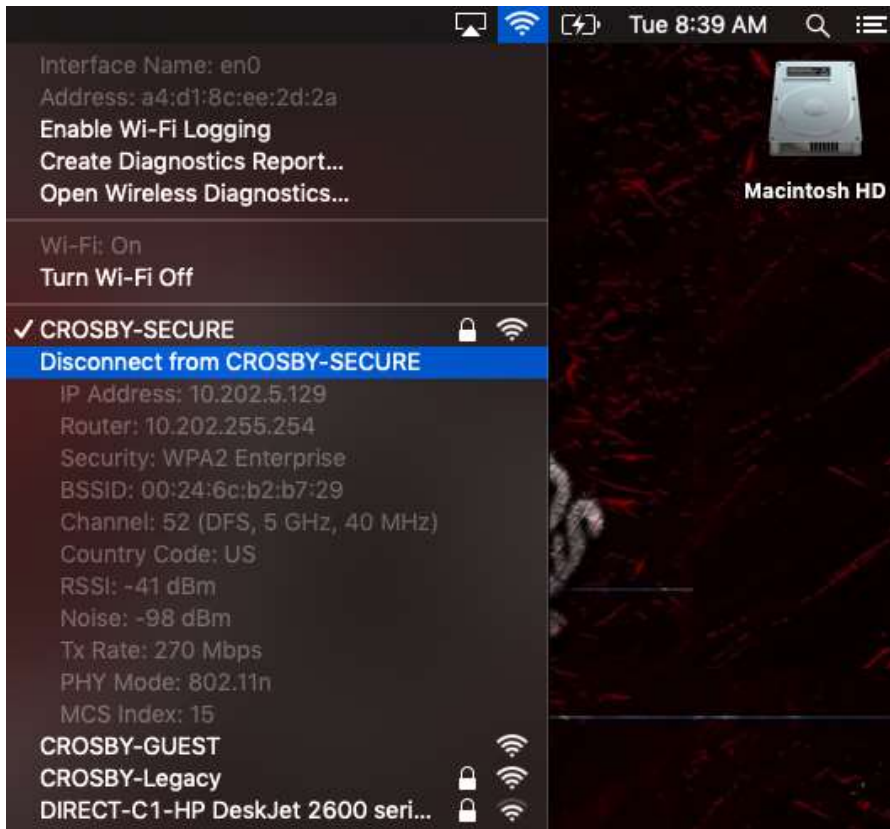 Tue 8:39 AM
Interface Name: en0
Address: a4:d1:8c:ee:2d:2a
Enable Wi-Fi Logging
Create Diagnostics Report...
Open Wireless Diagnostics...
Macintosh HD
Wi-Fi: On
Turn Wi-Fi Off
✓ CROSBY-SECURE
Disconnect from CROSBY-SECURE
IP Address: 10.202.5.129
Router: 10.202.255.254
Security: WPA2 Enterprise
BSSID: 00:24:6c:b2:b7:29
Channel: 52 (DFS, 5 GHz, 40 MHz)
Country Code: US
RSSI: -41 dBm
Noise: -98 dBm
Tx Rate: 270 Mbps
PHY Mode: 802.11n
MCS Index: 15
CROSBY-GUEST
CROSBY-Legacy
DIRECT-C1-HP DeskJet 2600 seri...